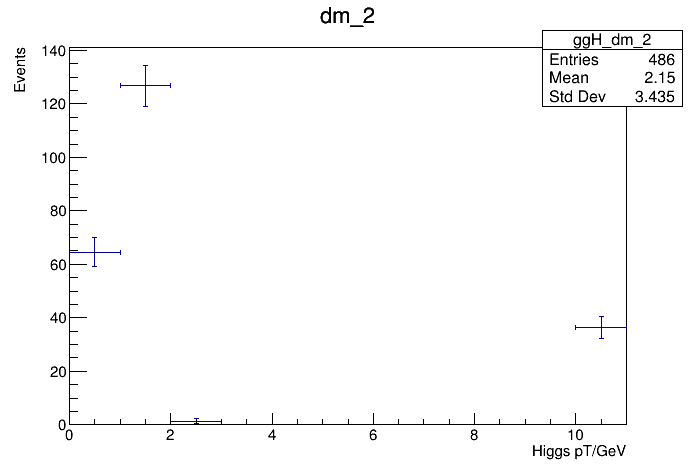 dm_2
ggH_dm_2
Entries 486
Mean 2.15
Std Dev 3.435
Events
140
120
100
80
60
40
20
0
0 2 4 6 8 10
Higgs pT/GeV